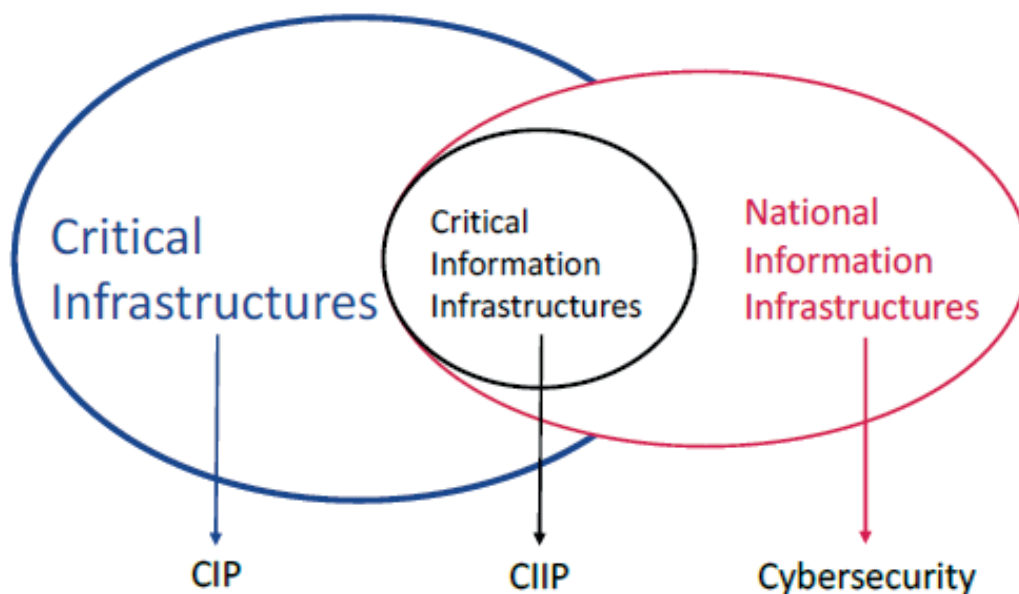 Critical
Infrastructures
Critical
Information
Infrastructures
National
Information
Infrastructures
CIP
CIIP
Cybersecurity